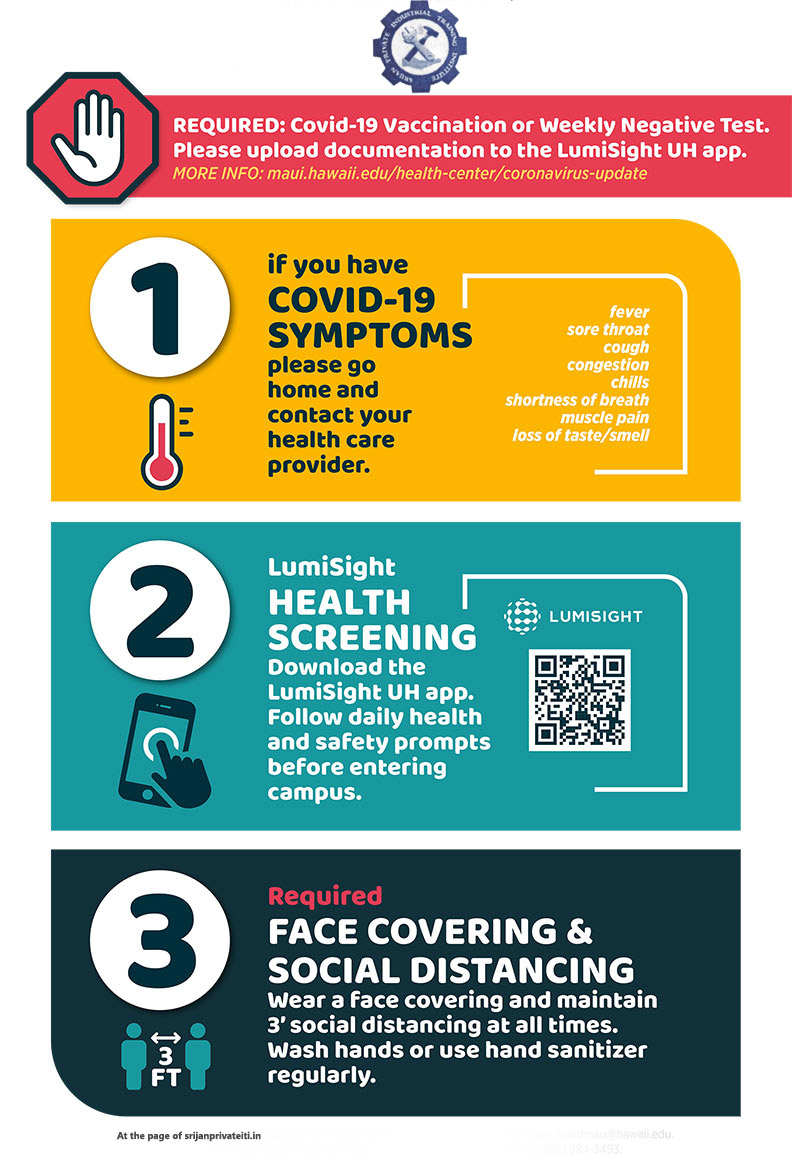 SRIJAN PRIVATE INDUSTRIAL TRAINING INSTITUTE
REQUIRED: Covid-19 Vaccination or Weekly Negative Test.
Please upload documentation to the LumiSight UH app.
MORE INFO: maui.hawaii.edu/health-center/coronavirus-update
1
if you have
COVID-19
SYMPTOMS
please go
home and
contact your
health care
provider.
fever
sore throat
cough
congestion
chills
shortness of breath
muscle pain
loss of taste/smell
2
LumiSight
HEALTH
SCREENING
Download the
LumiSight UH app.
Follow daily health
and safety prompts
before entering
campus.
LUMISIGHT
3
Required
FACE COVERING &
SOCIAL DISTANCING
Wear a face covering and maintain
3' social distancing at all times.
Wash hands or use hand sanitizer
regularly.
3
FT
At the page of srijanprivateiti.in
@hawaii.edu.
984-3493.